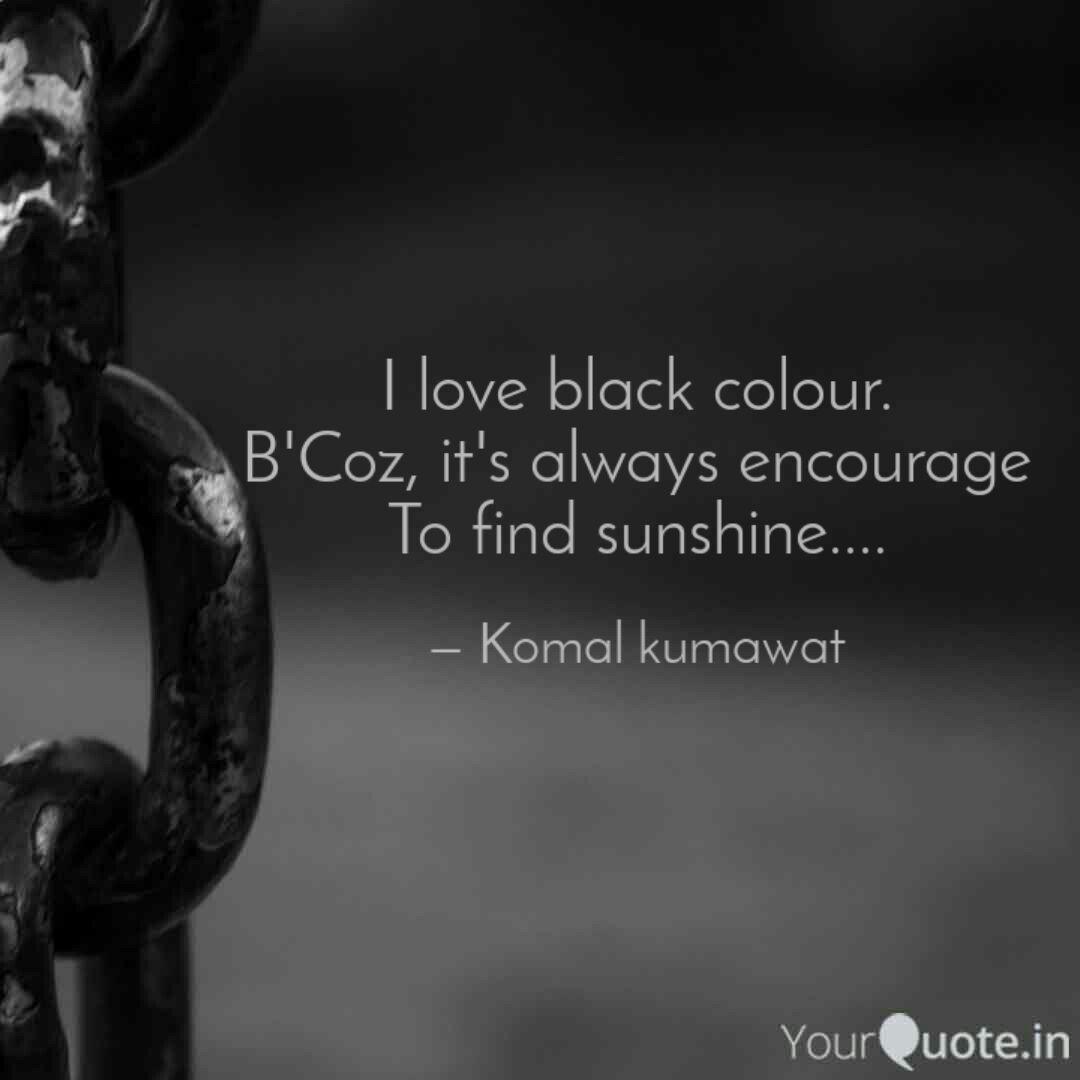 I love black colour.
B'Coz, it's always encourage
To find sunshine....
– Komal kumawat
YourQuote.in